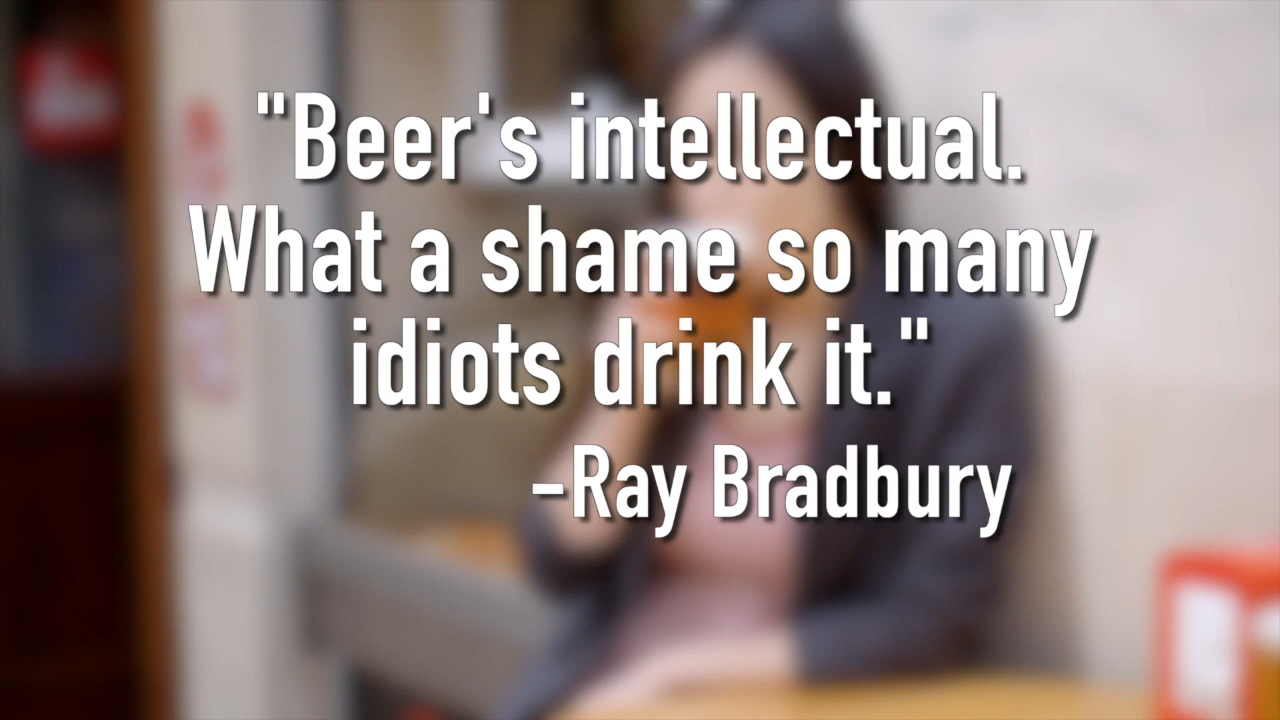 "Beer's intellectual.
What a shame so many
idiots drink it."
-Ray Bradbury